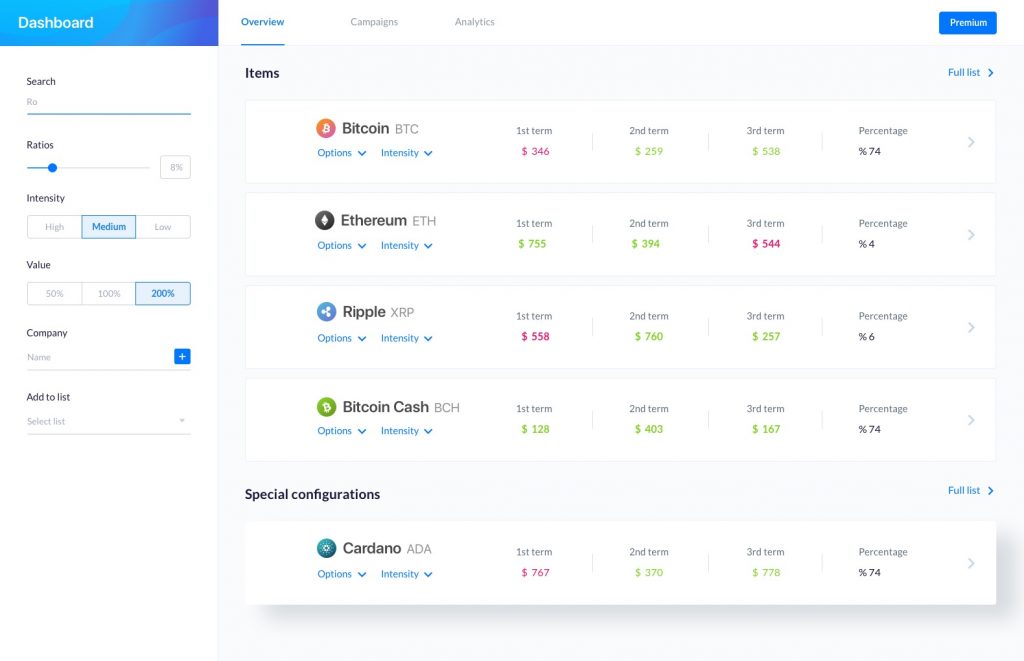 Dashboard
Overview Campaigns Analytics Premium
Search
Ro
Ratios
8%
Intensity
High Medium Low
Value
50% 100% 200%
Company
Name +
Add to list
Select list
Items Full list
Bitcoin BTC 1st term 2nd term 3rd term Percentage
Options Intensity $ 346 $ 259 $ 538 % 74
Ethereum ETH 1st term 2nd term 3rd term Percentage
Options Intensity $ 755 $ 394 $ 544 % 4
Ripple XRP 1st term 2nd term 3rd term Percentage
Options Intensity $ 558 $ 760 $ 257 % 6
Bitcoin Cash BCH 1st term 2nd term 3rd term Percentage
Options Intensity $ 128 $ 403 $ 167 % 74
Special configurations Full list
Cardano ADA 1st term 2nd term 3rd term Percentage
Options Intensity $ 767 $ 370 $ 778 % 74